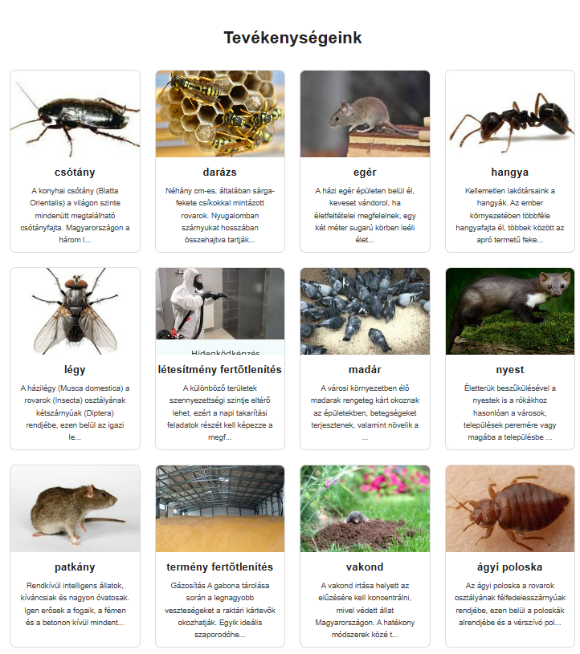 Tevékenységeink
csótány
A konyhai csótány (Blatta
Orientalis) a világon szinte
mindenütt megtalálható
csótányfajta. Magyarországon a
három l...
darázs
Néhány cm-es, általában sárga-
fekete csíkokkal mintázott
rovarok. Nyugalomban
szárnyukat hosszában
összehajtva tartják...
egér
A házi egér épületen belül él,
keveset vándorol, ha
életfeltételei megfelelnek, egy
két méter sugarú körben leéli
élet...
hangya
Kellemetlen lakótársaink a
hangyák. Az ember
környezetében többféle
hangyafajta él, többek között az
apró termetű feke...
légy
A házilégy (Musca domestica) a
rovarok (Insecta) osztályának
kétszárnyúak (Diptera)
rendjébe, ezen belül az igazi
le...
Hidegködképzés
létesítmény fertőtlenítés
A különböző területek
szennyezettségi szintje eltérő
lehet, ezért a napi takarítási
feladatok részét kell képezze a
megf...
madár
A városi környezetben élő
madarak rengeteg kárt okoznak
az épületekben, betegségeket
terjesztenek, valamint növelik a
...
nyest
Életterük beszűkülésével a
nyestek is a rókákhoz
hasonlóan a városok,
települések peremére vagy
magába a településbe ...
patkány
Rendkívül intelligens állatok,
kíváncsiak és nagyon óvatosak.
Igen erősek a fogaik, a fémen
és a betonon kívül mindent...
termény fertőtlenítés
Gázosítás A gabona tárolása
során a legnagyobb
veszteségeket a raktári kártevők
okozhatják. Egyik ideális
szaporodóhe...
vakond
A vakond irtása helyett az
elűzésére kell koncentrálni,
mivel védett állat
Magyarországon. A hatékony
módszerek közé t...
ágyi poloska
Az ágyi poloska a rovarok
osztályának félfedelesszárnyúak
rendjébe, ezen belül a poloskák
alrendjébe és a vérszívó pol...